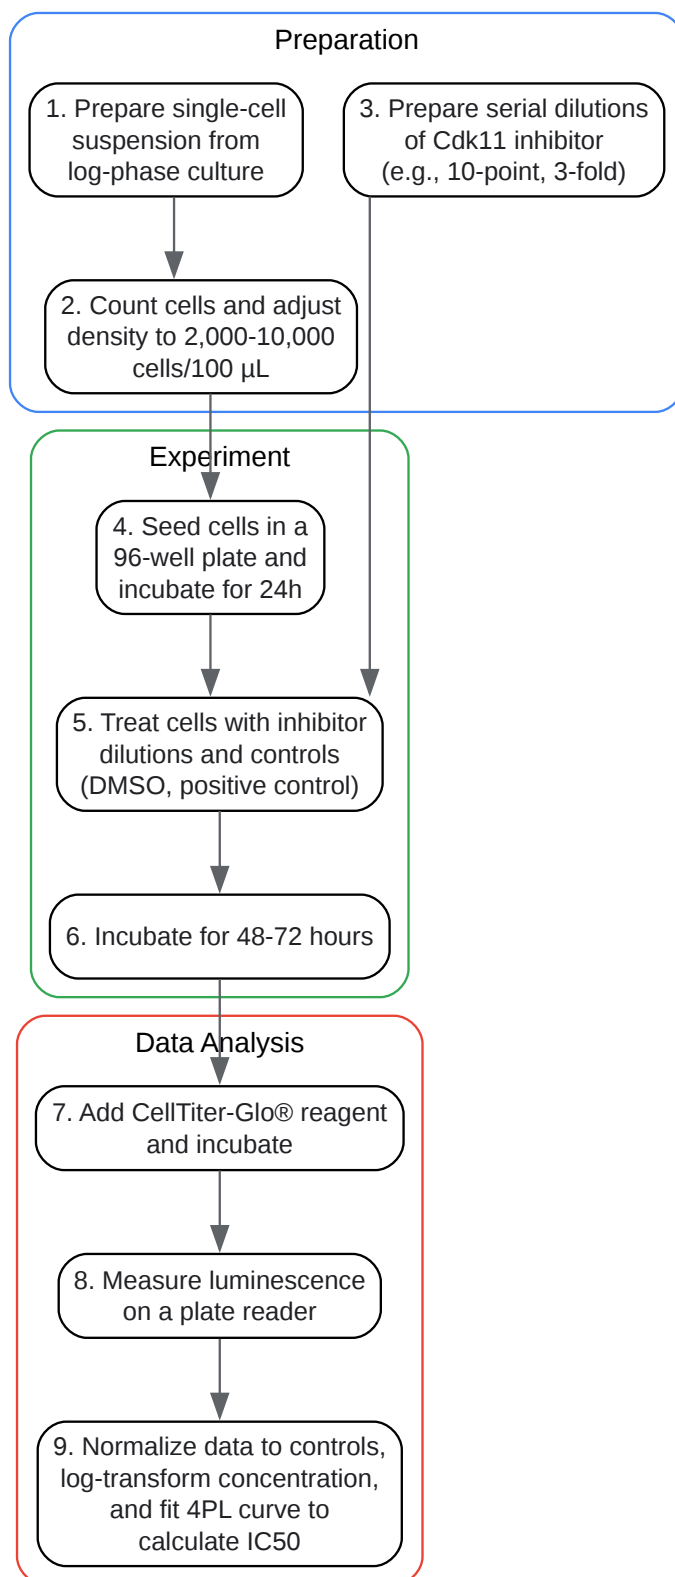 Preparation
1. Prepare single-cell
suspension from
log-phase culture
3. Prepare serial dilutions
of Cdk11 inhibitor
(e.g., 10-point, 3-fold)
2. Count cells and adjust
density to 2,000-10,000
cells/100 µL
Experiment
4. Seed cells in a
96-well plate and
incubate for 24h
5. Treat cells with inhibitor
dilutions and controls
(DMSO, positive control)
6. Incubate for 48-72 hours
Data Analysis
7. Add CellTiter-Glo® reagent
and incubate
8. Measure luminescence
on a plate reader
9. Normalize data to controls,
log-transform concentration,
and fit 4PL curve to
calculate IC50